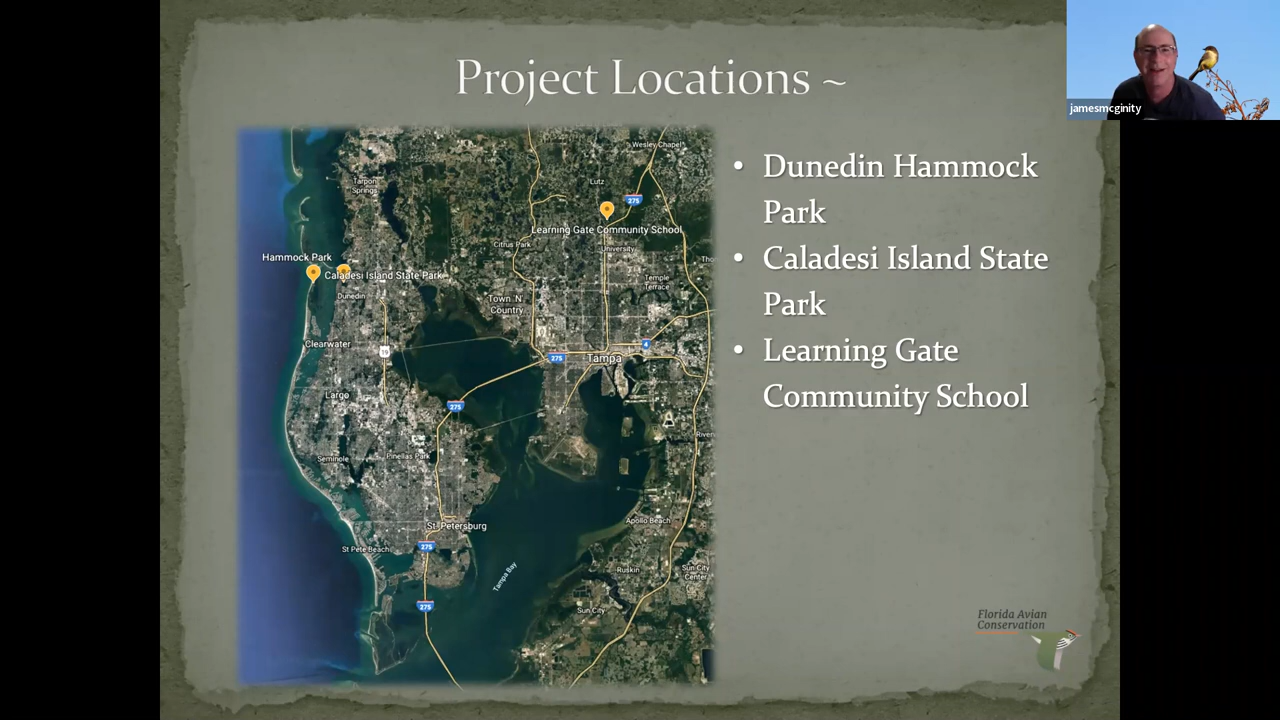 Project Locations ~
jamesmcginity
• Dunedin Hammock
Park
• Caladesi Island State
Park
• Learning Gate
Community School
Wesley Chapel
Tarpon
Springs
Lutz
275
Learning Gate Community School
Citrus Park
University
Hammock Park
Tho
Caladesi Island State Park
Temple
Terrace
Dunedin
Town 'N'
Country
Clearwater
19
4
275
Tampa
Largo
275
Rivery
Seminole
Pinellas Park
St. Petersburg
Apollo Beach
275
St Pete Beach
Tampa Bay
Ruskin
Sun City
Center
275
Sun City
Florida Avian
Conservation